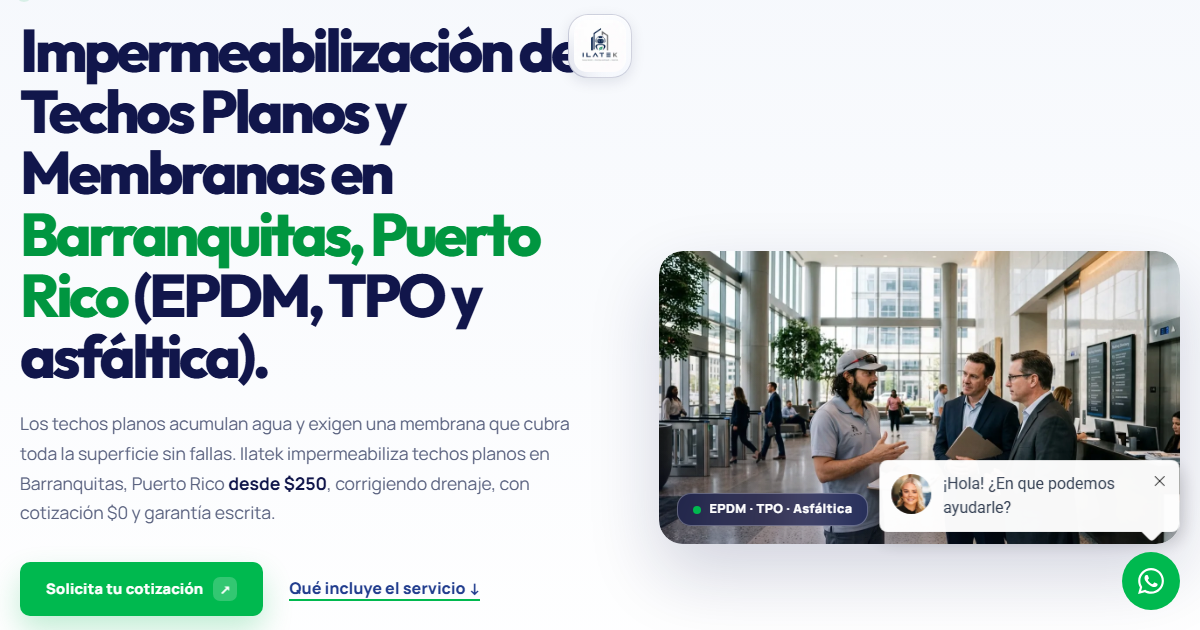 Impermeabilización de
ILATEK
Techos Planos y
Membranas en
Barranquitas, Puerto
Rico (EPDM, TPO y
asfáltica).
Los techos planos acumulan agua y exigen una membrana que cubra
toda la superficie sin fallas. Ilatek impermeabiliza techos planos en
Barranquitas, Puerto Rico desde $250, corrigiendo drenaje, con
cotización $0 y garantía escrita.
Solicita tu cotización ↗
Qué incluye el servicio ↓
EPDM · TPO · Asfáltica
¡Hola! ¿En que podemos
ayudarle?